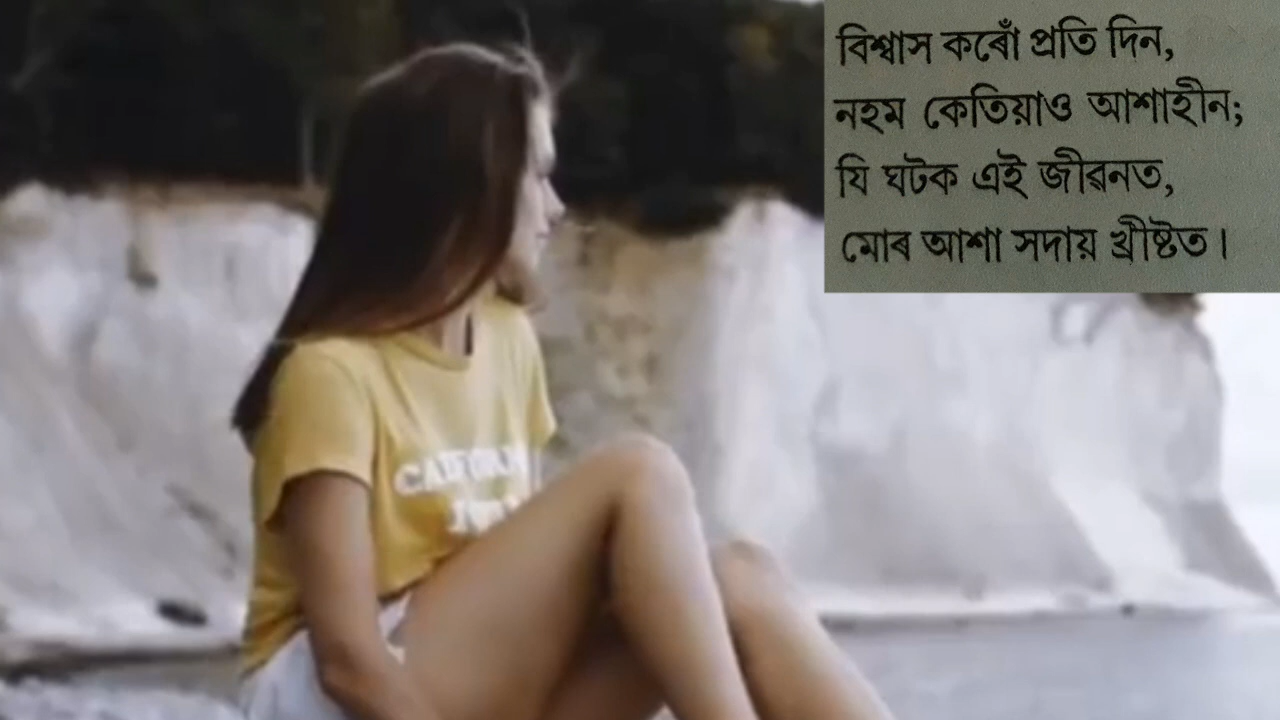 বিশ্বাস কৰোঁ প্ৰতি দিন,
নহম কেতিয়াও আশাহীন;
যি ঘটক এই জীৱনত,
মোৰ আশা সদায় খ্ৰীষ্টত।